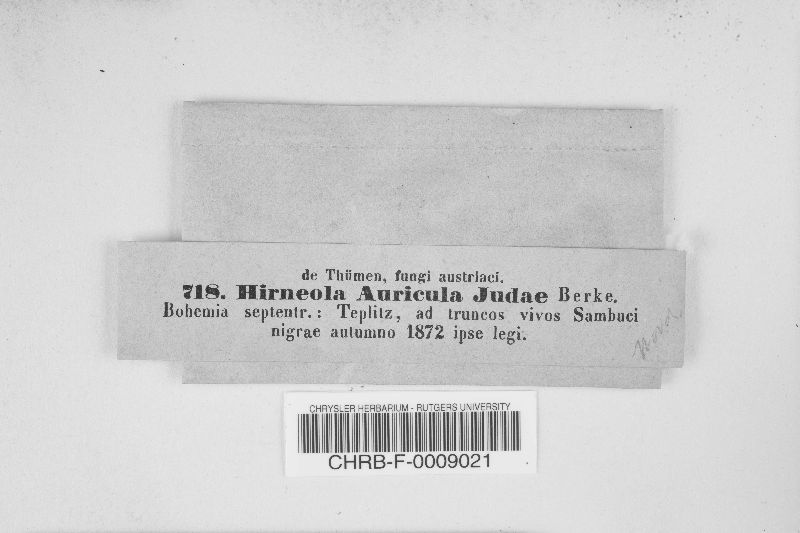 de Thümen, fungi austriaci.
718. Hirneola Auricula Judae Berke.
Bohemia septentr.: Teplitz, ad truncos vivos Sambuci
nigrae autumno 1872 ipse legi.
CHRYSLER HERBARIUM - RUTGERS UNIVERSITY
CHRB-F-0009021